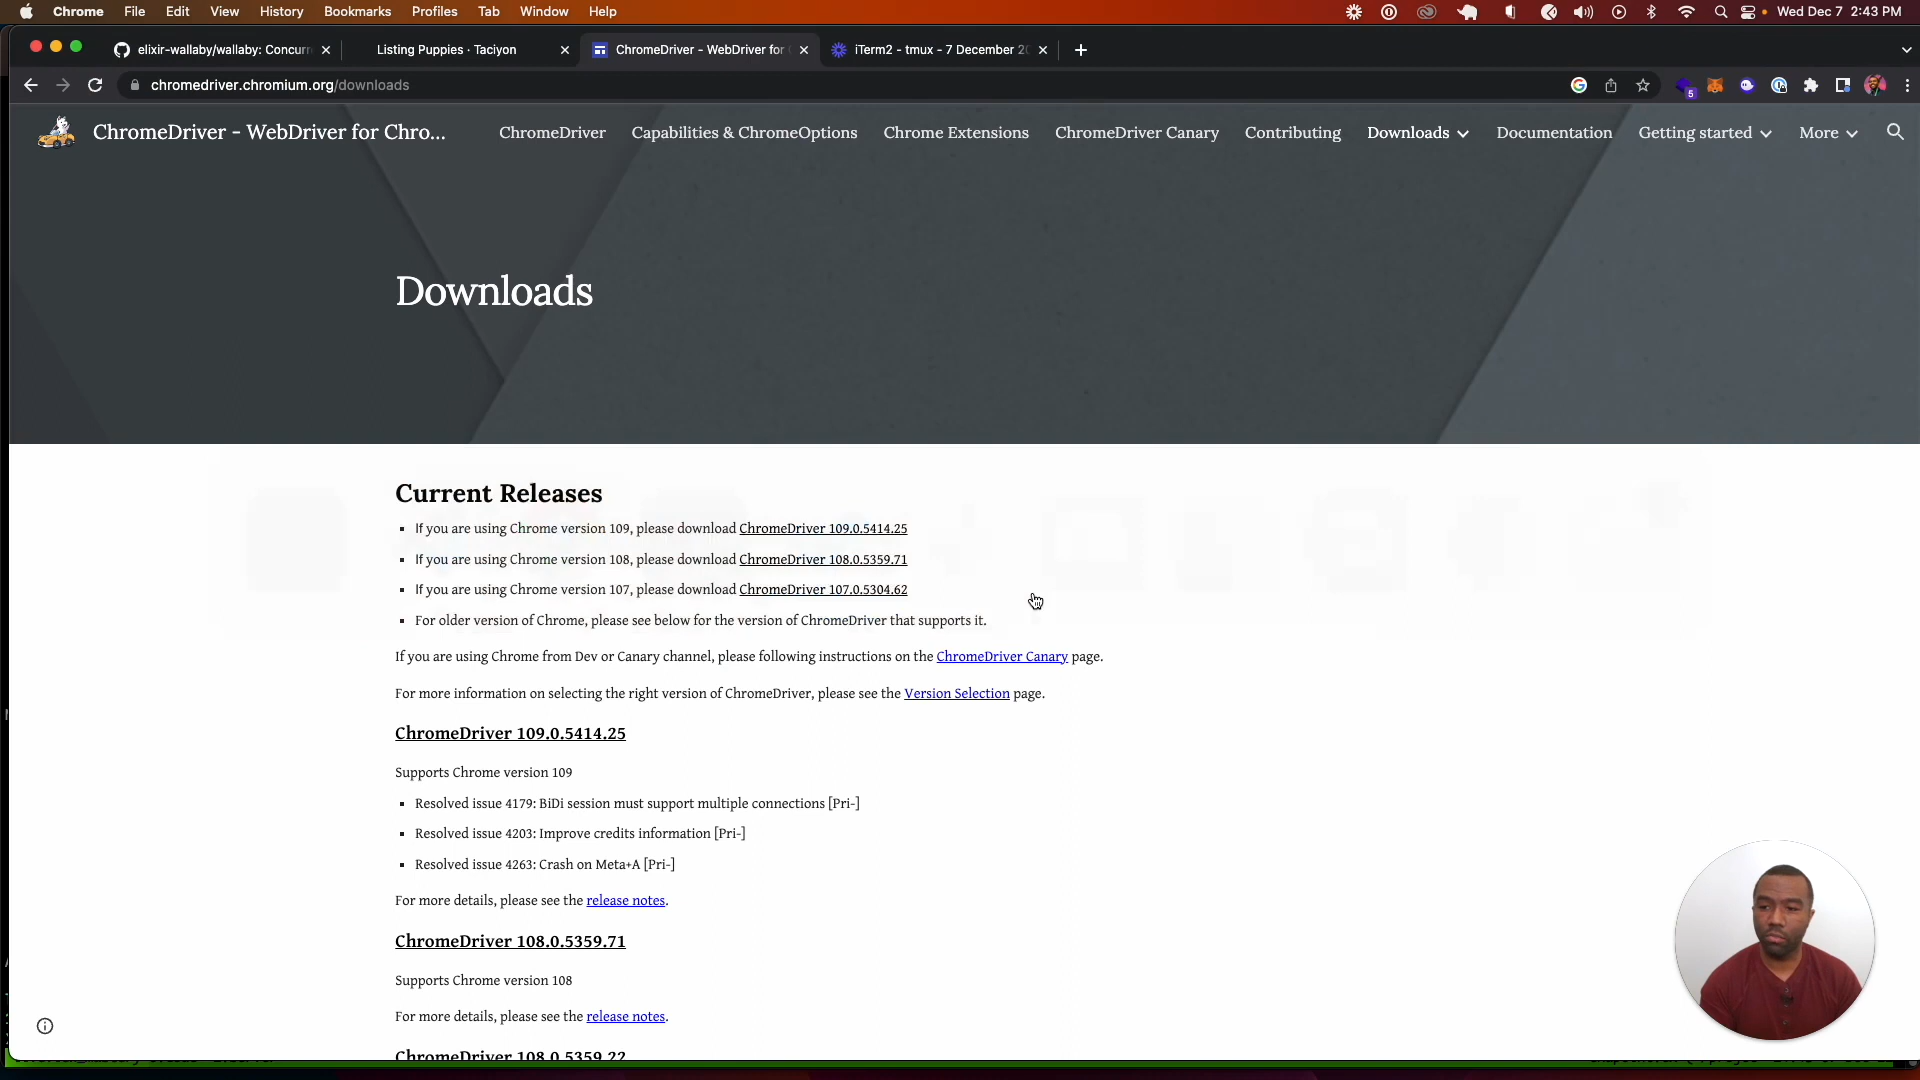 Chrome File Edit View History Bookmarks Profiles Tab Window Help Wed Dec 7 2:43 PM
elixir-wallaby/wallaby: Concurr Listing Puppies · Taciyon ChromeDriver - WebDriver for iTerm2 - tmux - 7 December
chromedriver.chromium.org/downloads 5
ChromeDriver - WebDriver for Chro... ChromeDriver Capabilities & ChromeOptions Chrome Extensions ChromeDriver Canary Contributing Downloads Documentation Getting started More
Downloads
Current Releases
▪ If you are using Chrome version 109, please download ChromeDriver 109.0.5414.25
▪ If you are using Chrome version 108, please download ChromeDriver 108.0.5359.71
▪ If you are using Chrome version 107, please download ChromeDriver 107.0.5304.62
▪ For older version of Chrome, please see below for the version of ChromeDriver that supports it.
If you are using Chrome from Dev or Canary channel, please following instructions on the ChromeDriver Canary page.
For more information on selecting the right version of ChromeDriver, please see the Version Selection page.
ChromeDriver 109.0.5414.25
Supports Chrome version 109
▪ Resolved issue 4179: BiDi session must support multiple connections [Pri-]
▪ Resolved issue 4203: Improve credits information [Pri-]
▪ Resolved issue 4263: Crash on Meta+A [Pri-]
For more details, please see the release notes.
ChromeDriver 108.0.5359.71
Supports Chrome version 108
For more details, please see the release notes.
ChromeDriver 108.0.5359.22